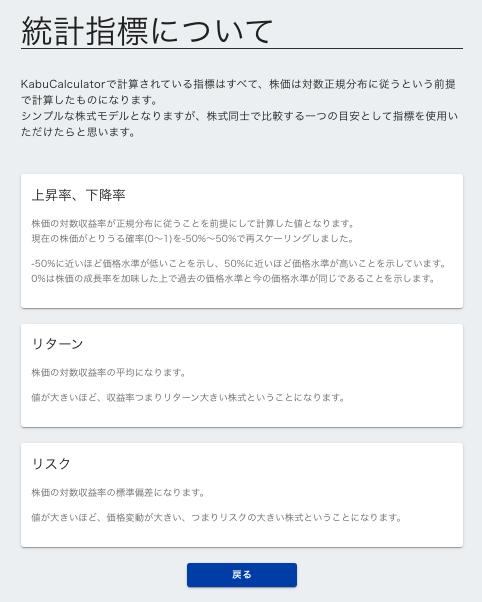 統計指標について
KabuCalculatorで計算されている指標はすべて、株価は対数正規分布に従うという前提
で計算したものになります。
シンプルな株式モデルとなりますが、株式同士で比較する一つの目安として指標を使用い
ただけたらと思います。
上昇率、下降率
株価の対数収益率が正規分布に従うことを前提にして計算した値となります。
現在の株価がとりうる確率(0〜1)を-50%〜50%で再スケーリングしました。
-50%に近いほど価格水準が低いことを示し、50%に近いほど価格水準が高いことを示しています。
0%は株価の成長率を加味した上で過去の価格水準と今の価格水準が同じであることを示します。
リターン
株価の対数収益率の平均になります。
値が大きいほど、収益率つまりリターン大きい株式ということになります。
リスク
株価の対数収益率の標準偏差になります。
値が大きいほど、価格変動が大きい、つまりリスクの大きい株式ということになります。
戻る